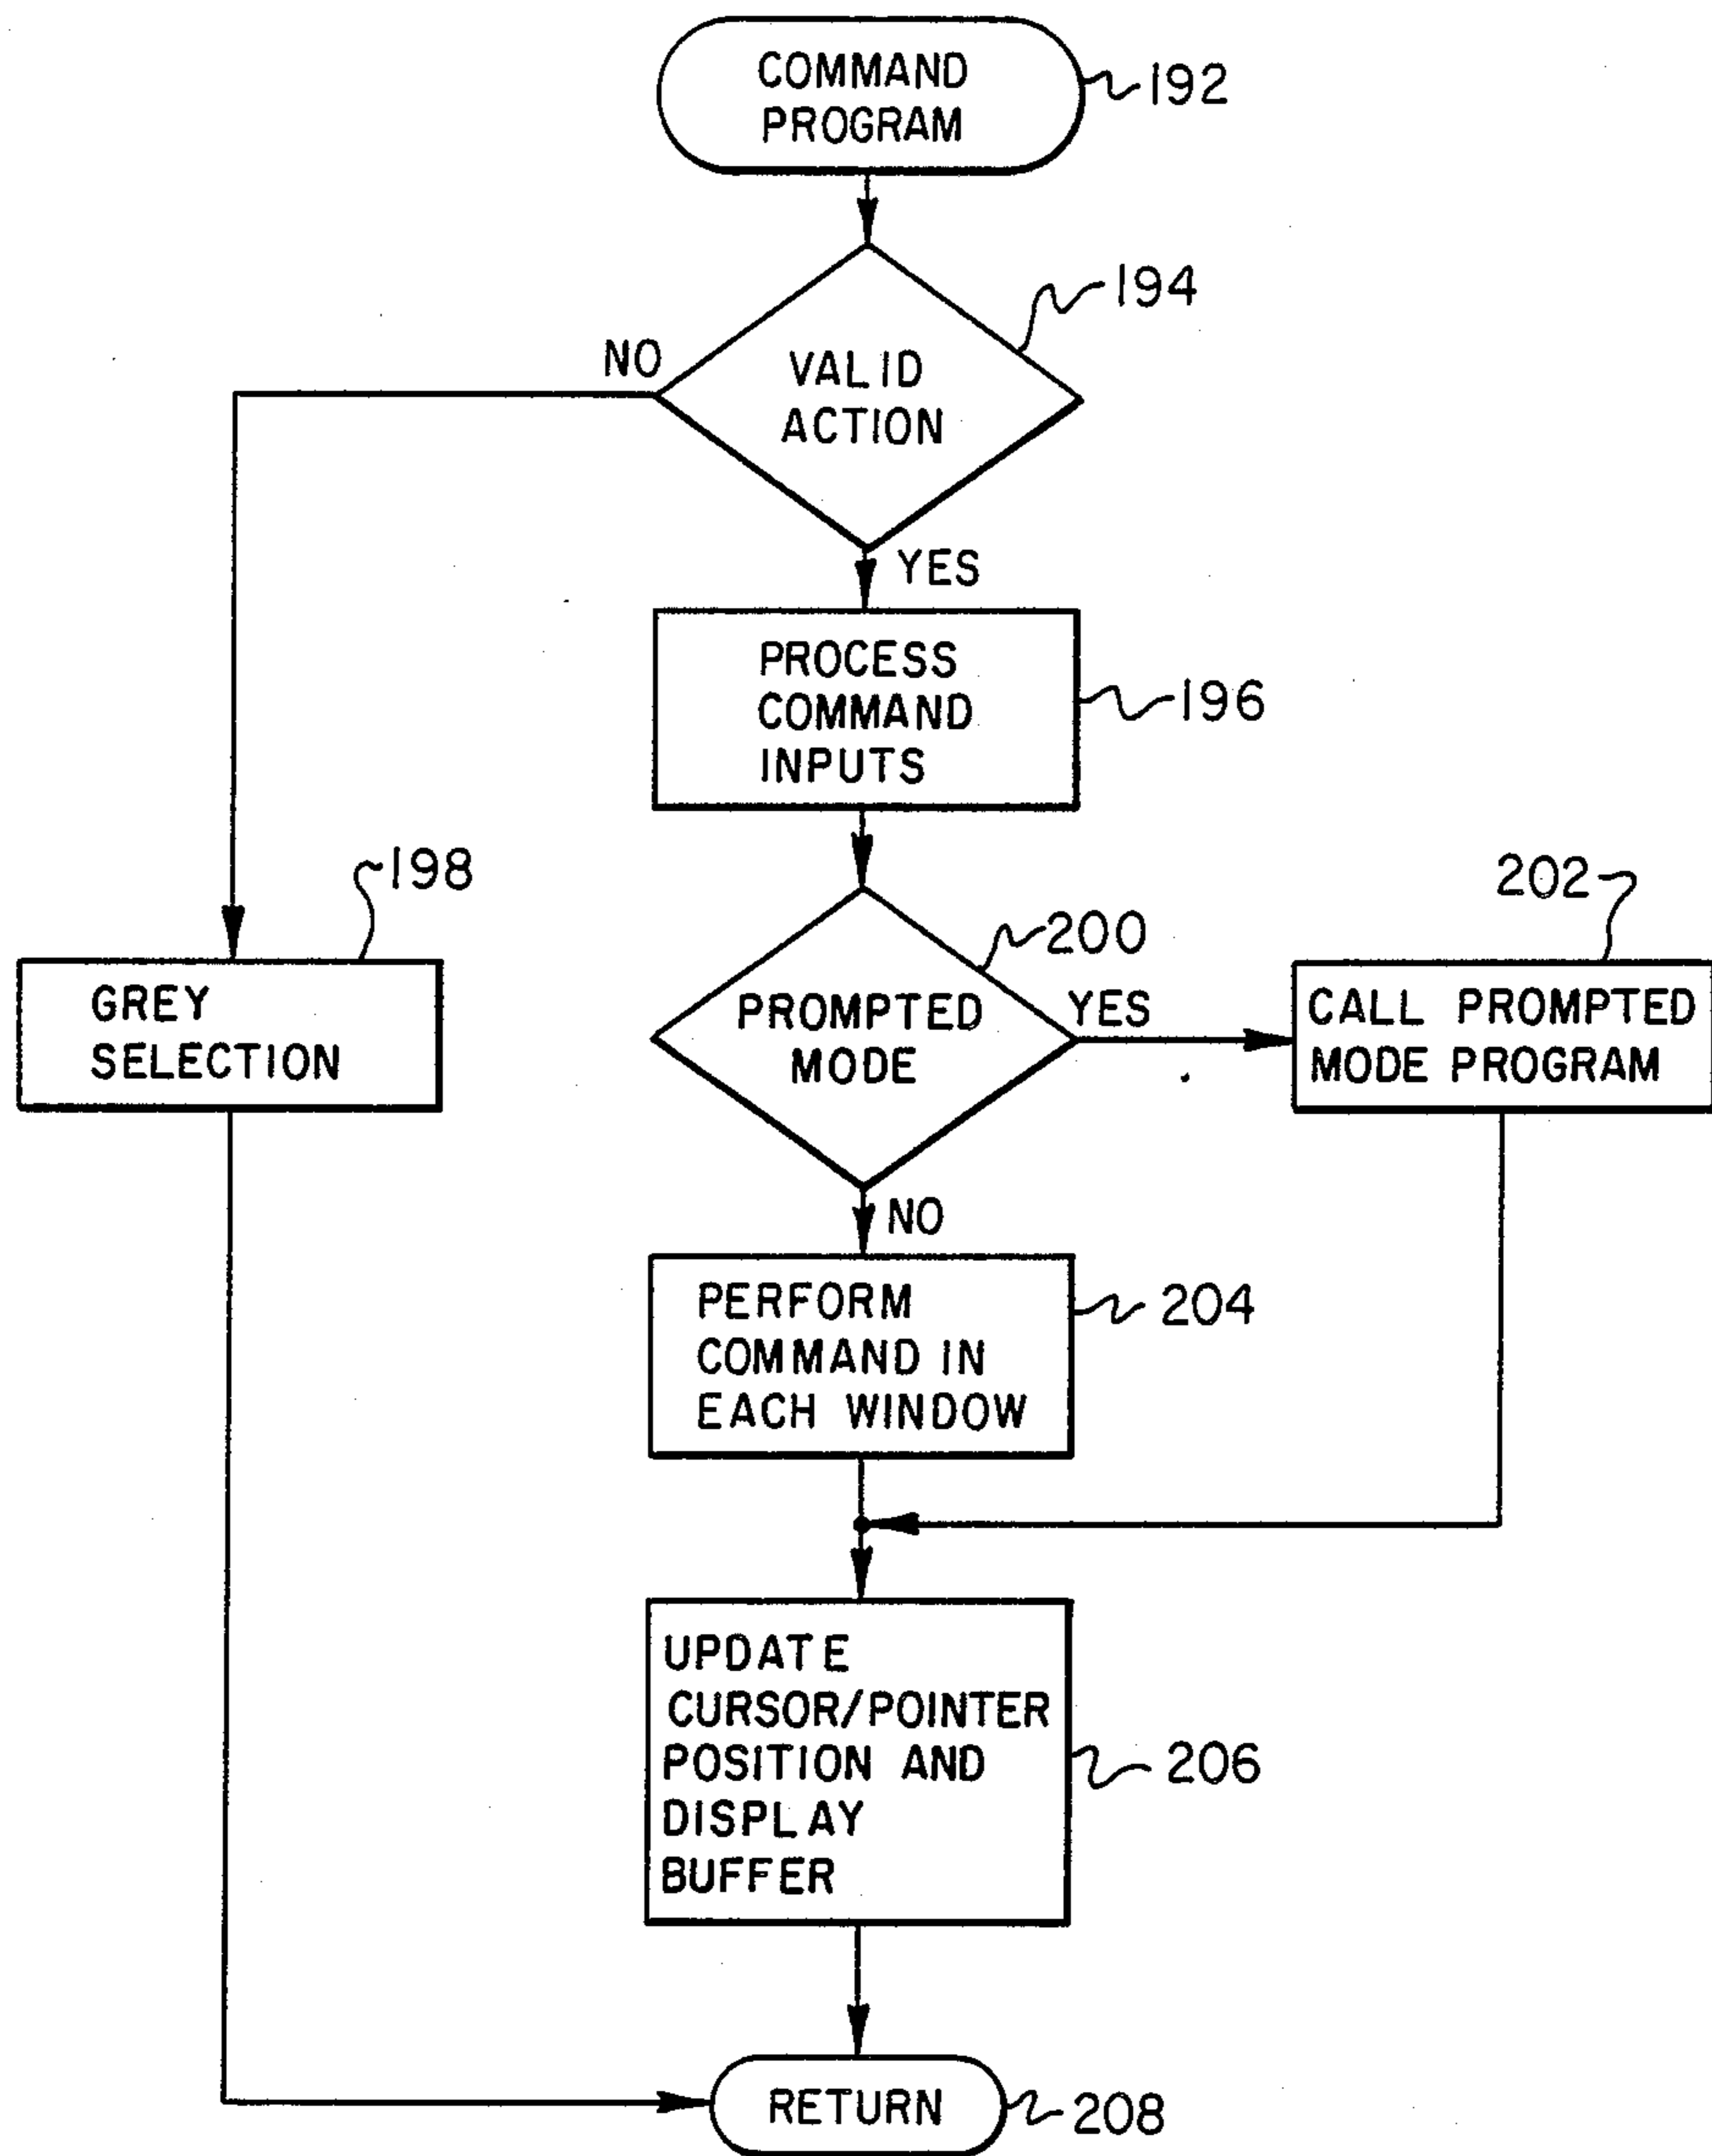 COMMAND
PROGRAM
192
194
NO
VALID
ACTION
YES
PROCESS
COMMAND
INPUTS
196
198
GREY
SELECTION
200
PROMPTED
MODE
YES
202
CALL PROMPTED
MODE PROGRAM
NO
PERFORM
COMMAND IN
EACH WINDOW
204
UPDATE
CURSOR/POINTER
POSITION AND
DISPLAY
BUFFER
206
RETURN
208